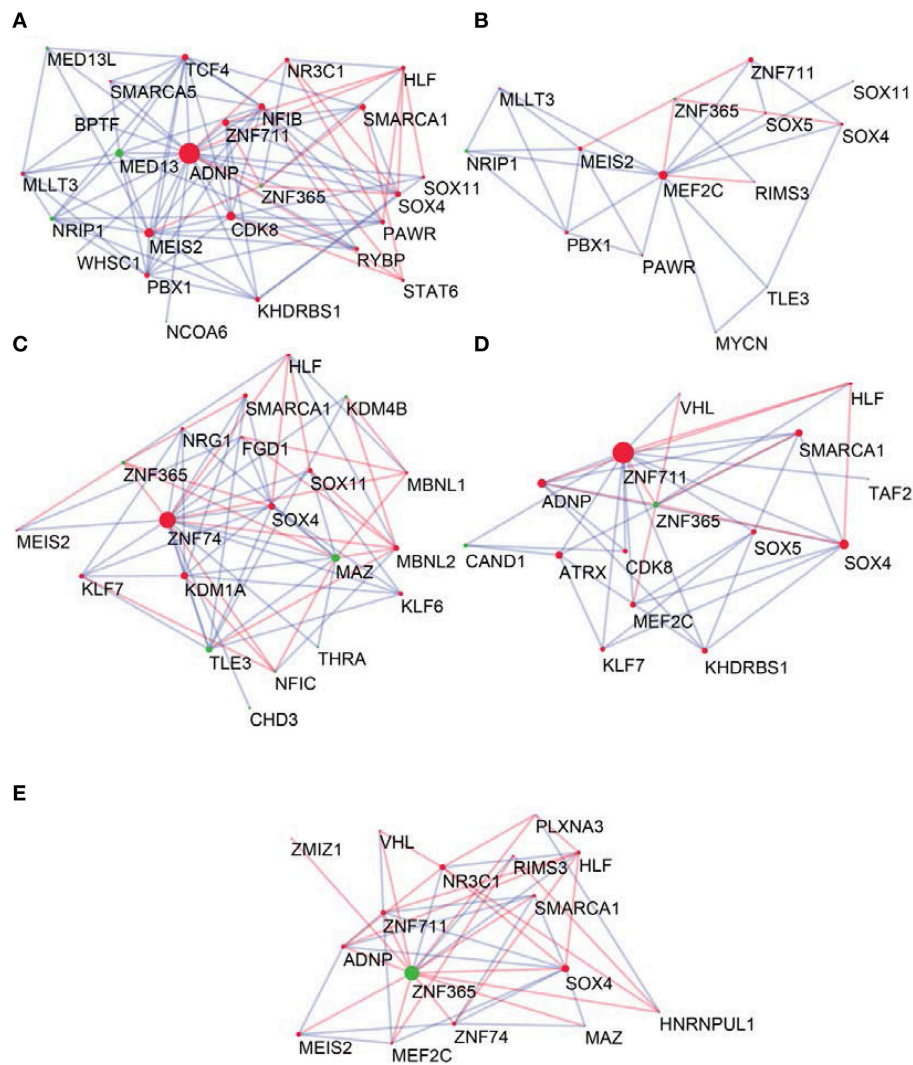 A
MED13L
TCF4
NR3C1
HLF
SMARCA5
NFIB
SMARCA1
BPTF
ZNF711
MED13
ADNP
MLLT3
ZNF365
SOX11
SOX4
NRIP1
CDK8
PAWR
MEIS2
RYBP
WHSC1
PBX1
STAT6
KHDRBS1
NCOA6
B
ZNF711
SOX11
MLLT3
ZNF365
SOX5
SOX4
NRIP1
MEIS2
MEF2C
RIMS3
PBX1
PAWR
TLE3
MYCN
C
HLF
SMARCA1
KDM4B
NRG1
FGD1
ZNF365
SOX11
MBNL1
SOX4
MEIS2
ZNF74
MAZ
MBNL2
KLF7
KDM1A
KLF6
TLE3
THRA
NFIC
CHD3
D
VHL
HLF
SMARCA1
ZNF711
TAF2
ADNP
ZNF365
CAND1
SOX5
ATRX
CDK8
SOX4
MEF2C
KLF7
KHDRBS1
E
PLXNA3
ZMIZ1
VHL
RIMS3
HLF
NR3C1
SMARCA1
ZNF711
ADNP
ZNF365
SOX4
HNRNPUL1
MEIS2
MEF2C
ZNF74
MAZ